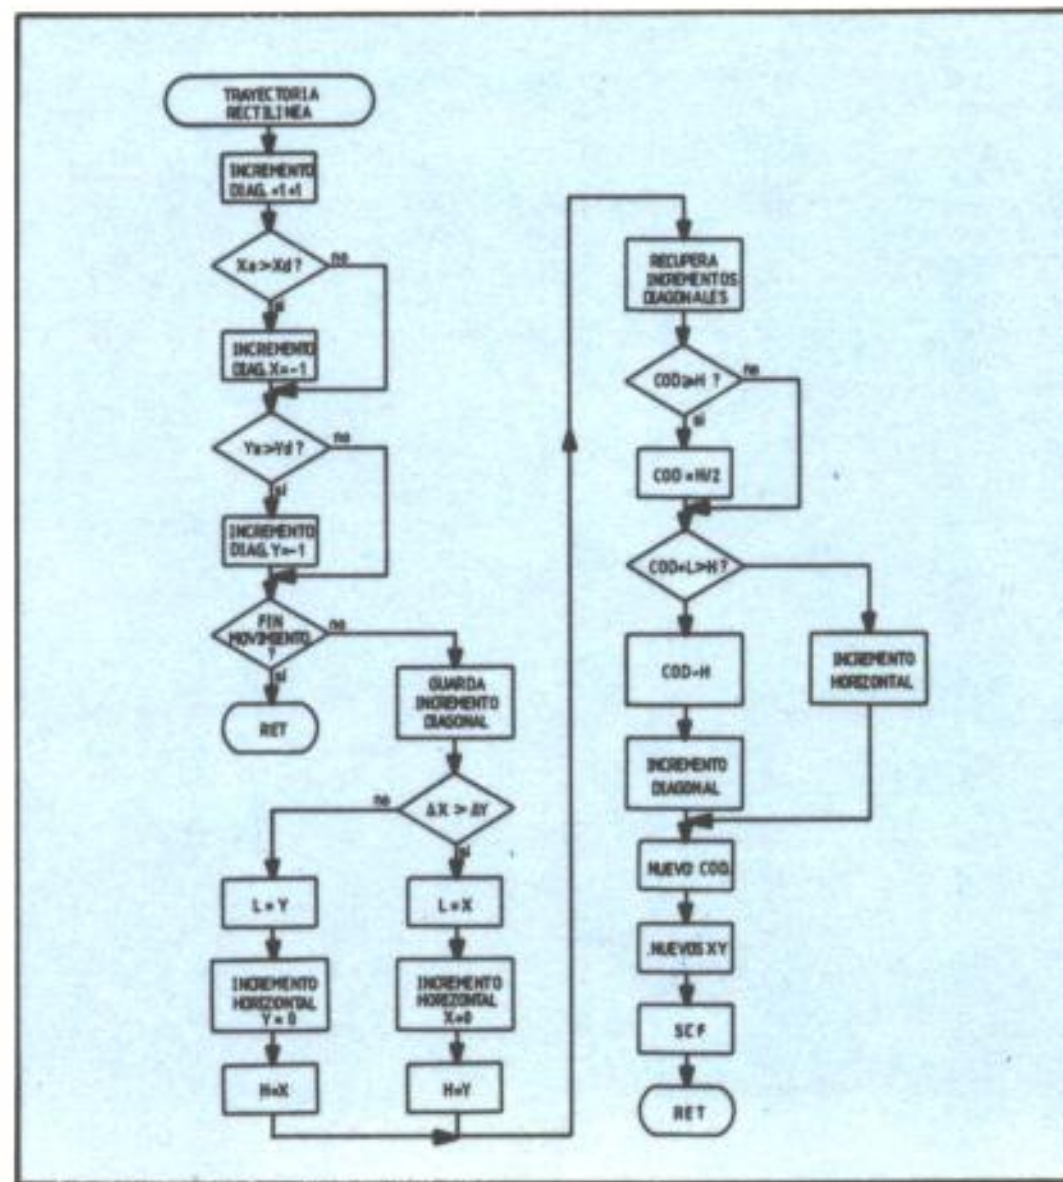 TRAYECTORIA
RECTILINEA
INCREMENTO
DIAG. +1+1
Xa>Xd?
no
si
INCREMENTO
DIAG. X=-1
Ya>Yd?
no
si
INCREMENTO
DIAG. Y=-1
FIN
MOVIMIENTO
?
no
si
RET
GUARDA
INCREMENTO
DIAGONAL
ΔX > ΔY
no
si
L=Y
INCREMENTO
HORIZONTAL
Y=0
H=X
L=X
INCREMENTO
HORIZONTAL
X=0
H=Y
RECUPERA
INCREMENTOS
DIAGONALES
COD≥H ?
no
si
COD=H/2
COD+L>H?
COD-H
INCREMENTO
DIAGONAL
INCREMENTO
HORIZONTAL
NUEVO COD.
.NUEVOS XY
SCF
RET